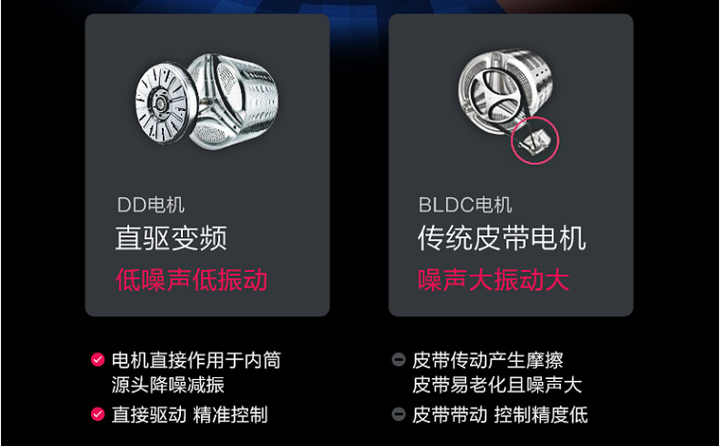 DD电机
直驱变频
低噪声低振动
电机直接作用于内筒
源头降噪减振
直接驱动 精准控制
BLDC电机
传统皮带电机
噪声大振动大
皮带传动产生摩擦
皮带易老化且噪声大
皮带带动 控制精度低